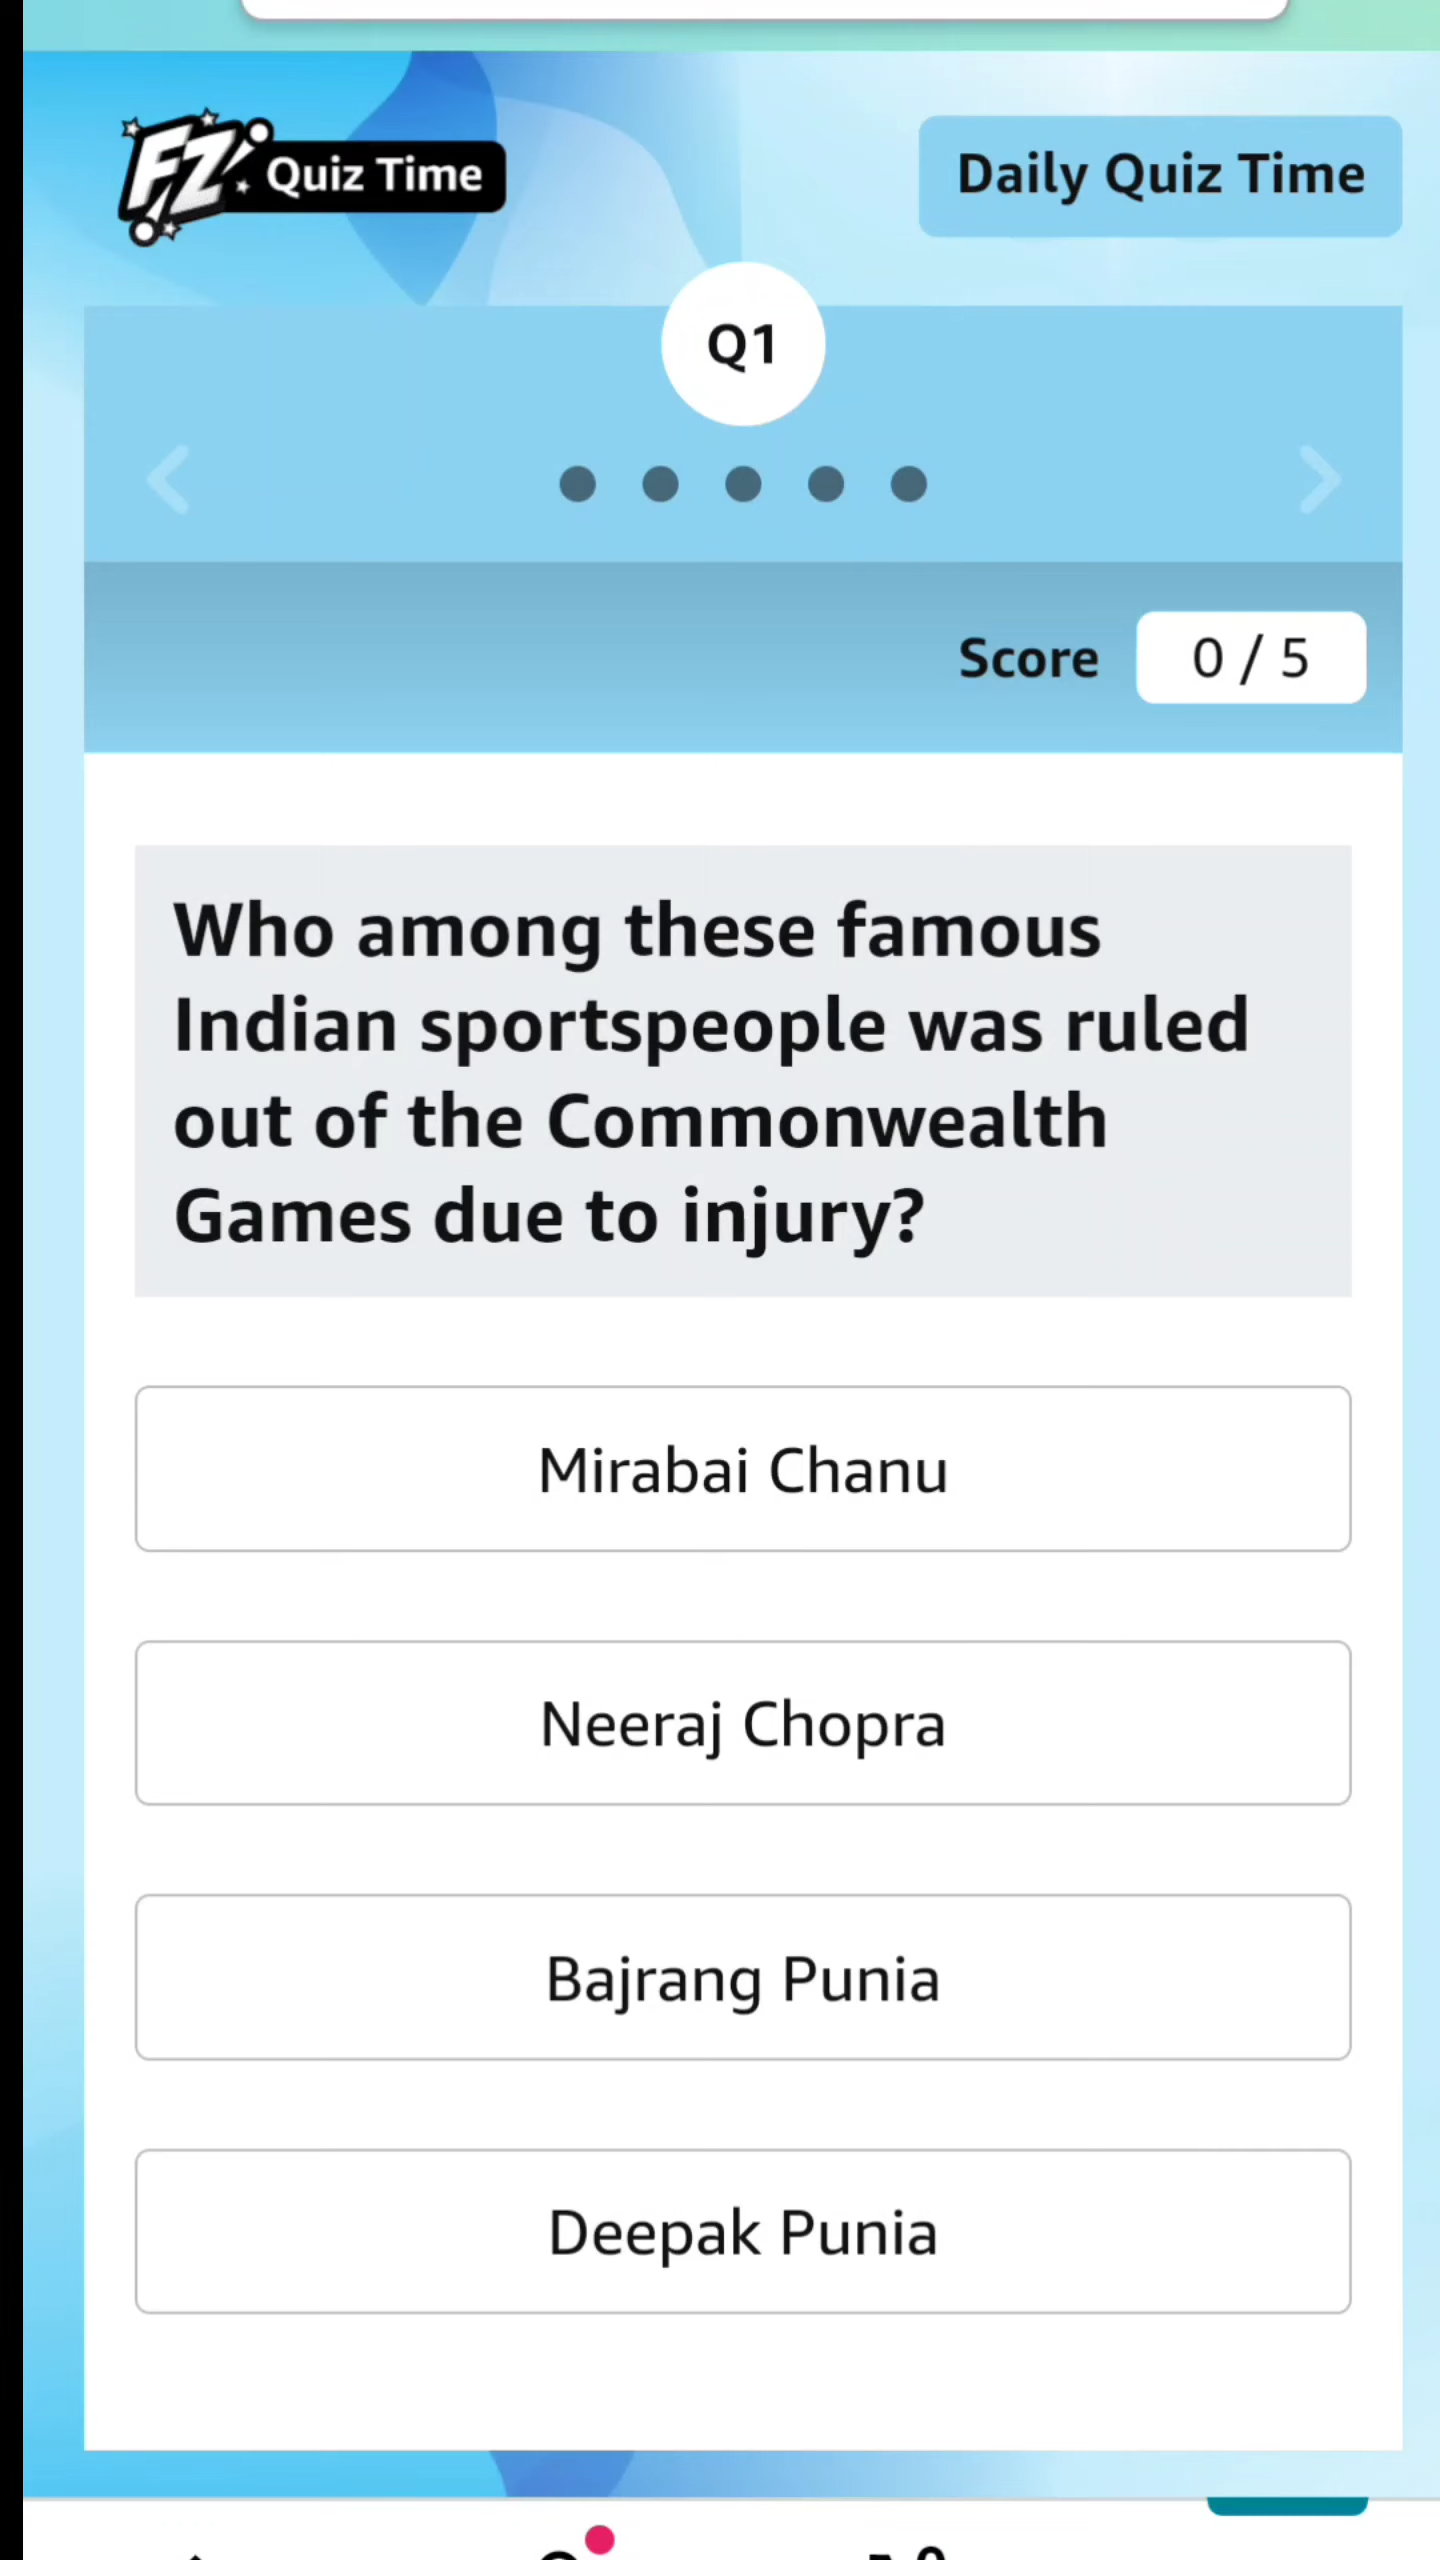 FZ Quiz Time
Daily Quiz Time
Q1
Score 0 / 5
Who among these famous
Indian sportspeople was ruled
out of the Commonwealth
Games due to injury?
Mirabai Chanu
Neeraj Chopra
Bajrang Punia
Deepak Punia